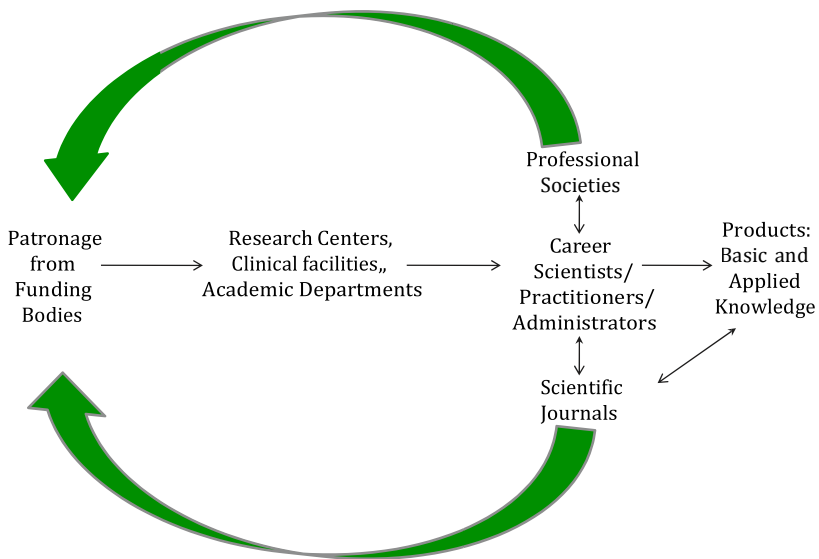 Professional
Societies
Patronage
from
Funding
Bodies
Research Centers,
Clinical facilities,,
Academic Departments
Career
Scientists/
Practitioners/
Administrators
Products:
Basic and
Applied
Knowledge
Scientific
Journals